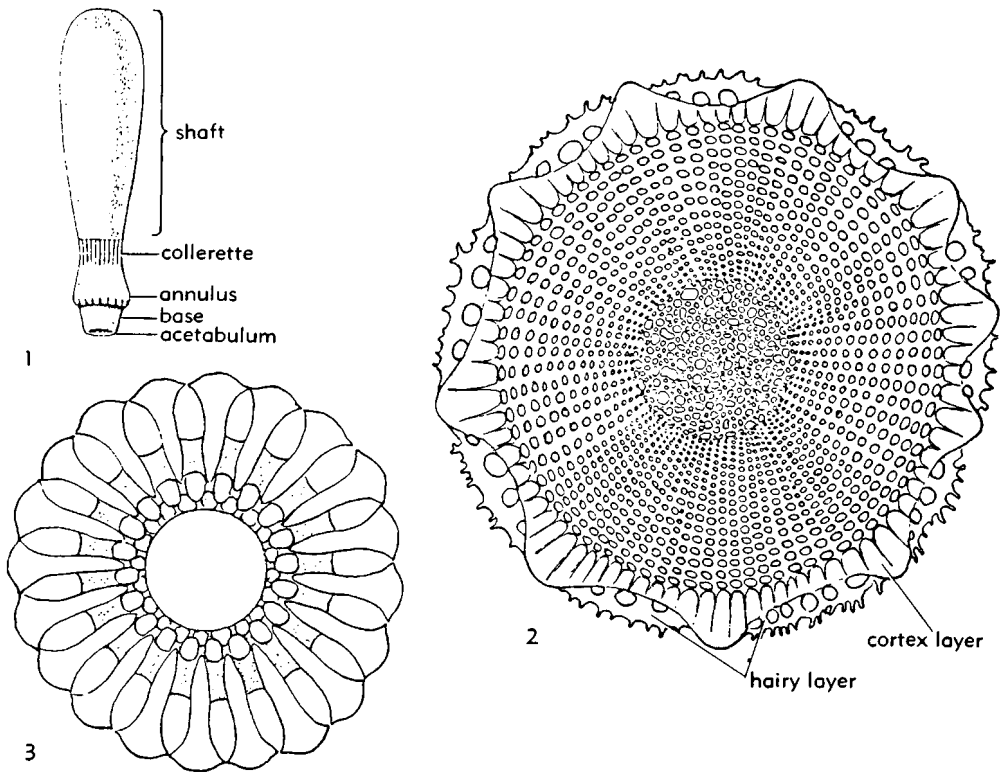 shaft
collerette
annulus
base
acetabulum
1
2
cortex layer
hairy layer
3